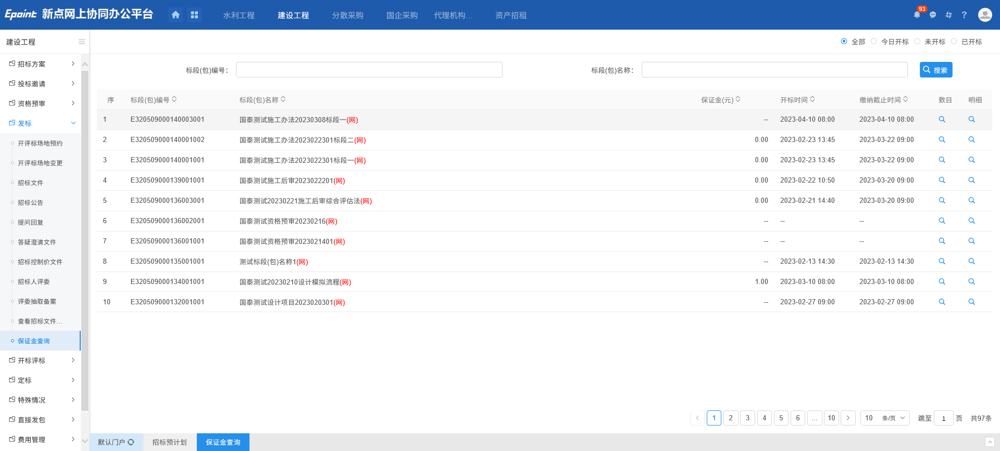 Epoint 新点网上协同办公平台
水利工程 建设工程 分散采购 国企采购 代理机构... 资产招租
93
建设工程
全部 今日开标 未开标 已开标
招标方案
投标邀请
资格预审
发标
开评标场地预约
开评标场地变更
招标文件
招标公告
提问回复
答疑澄清文件
招标控制价文件
招标人评委
评委抽取备案
查看招标文件...
保证金查询
开标评标
定标
特殊情况
直接发包
费用管理
标段(包)编号： 标段(包)名称： 搜索
序 标段(包)编号 标段(包)名称 保证金(元) 开标时间 缴纳截止时间 数目 明细
1 E320509000140003001 国泰测试施工办法20230308标段一(网) -- 2023-04-10 08:00 2023-04-10 08:00
2 E320509000140001002 国泰测试施工办法2023022301标段二(网) 0.00 2023-02-23 13:45 2023-03-22 09:00
3 E320509000140001001 国泰测试施工办法2023022301标段一(网) 0.00 2023-02-23 13:45 2023-03-22 09:00
4 E320509000139001001 国泰测试施工后审2023022201(网) 0.00 2023-02-22 10:50 2023-03-20 09:00
5 E320509000136003001 国泰测试20230221施工后审综合评估法(网) 0.00 2023-02-21 14:40 2023-03-20 09:00
6 E320509000136002001 国泰测试资格预审20230216(网) -- -- --
7 E320509000136001001 国泰测试资格预审2023021401(网) -- -- --
8 E320509000135001001 测试标段(包)名称1(网) -- 2023-02-13 14:30 2023-02-13 14:30
9 E320509000134001001 国泰测试20230210设计模拟流程(网) 1.00 2023-03-10 08:00 2023-03-10 08:00
10 E320509000132001001 国泰测试设计项目2023020301(网) -- 2023-02-27 09:00 2023-02-27 09:00
1 2 3 4 5 6 ... 10 10 条/页 跳至 1 页 共97条
默认门户 招标预计划 保证金查询